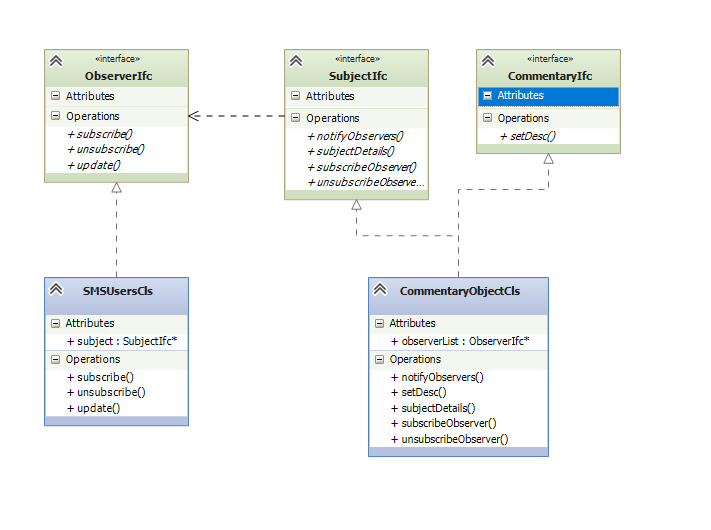 «interface»
ObserverIfc
Attributes
Operations
+ subscribe()
+ unsubscribe()
+ update()
«interface»
SubjectIfc
Attributes
Operations
+ notifyObservers()
+ subjectDetails()
+ subscribeObserver()
+ unsubscribeObserve...
«interface»
CommentaryIfc
Attributes
Operations
+ setDesc()
SMSUsersCls
Attributes
+ subject : SubjectIfc*
Operations
+ subscribe()
+ unsubscribe()
+ update()
CommentaryObjectCls
Attributes
+ observerList : ObserverIfc*
Operations
+ notifyObservers()
+ setDesc()
+ subjectDetails()
+ subscribeObserver()
+ unsubscribeObserver()